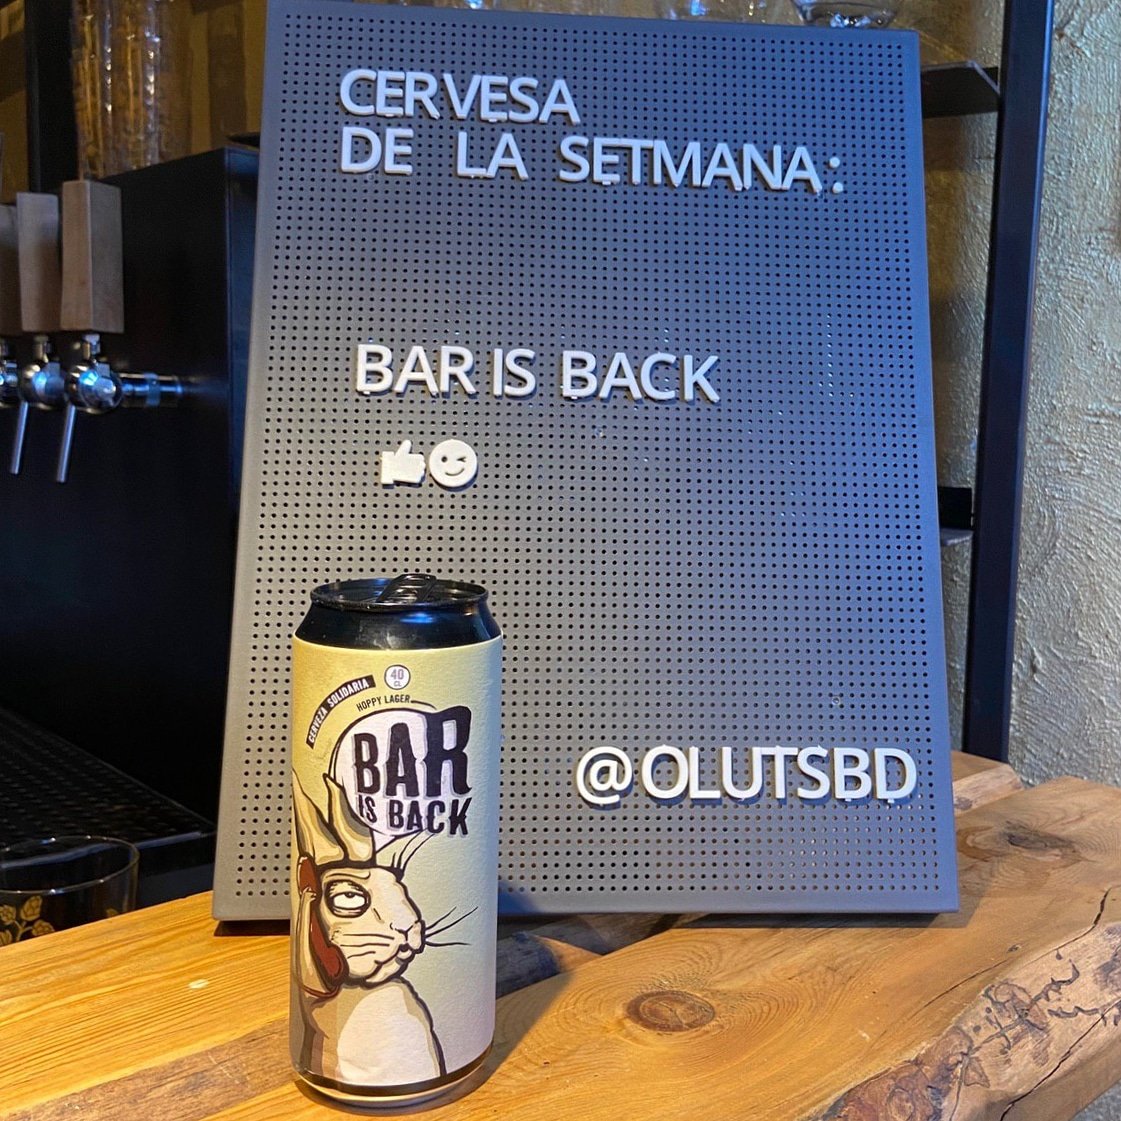 CERVESA
DE LA SETMANA:
BAR IS BACK
👍😉
@OLUTSBD
40
CL
CERVEZA SOLIDARIA
HOPPY LAGER
BAR
IS BACK